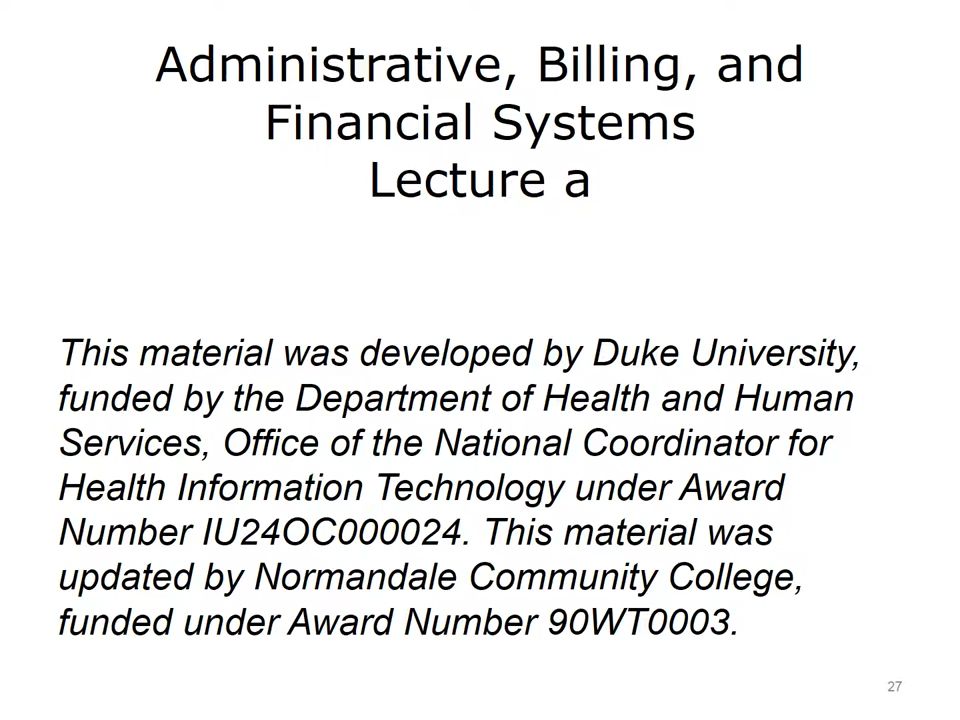 Administrative, Billing, and
Financial Systems
Lecture a
This material was developed by Duke University,
funded by the Department of Health and Human
Services, Office of the National Coordinator for
Health Information Technology under Award
Number IU24OC000024. This material was
updated by Normandale Community College,
funded under Award Number 90WT0003.
27